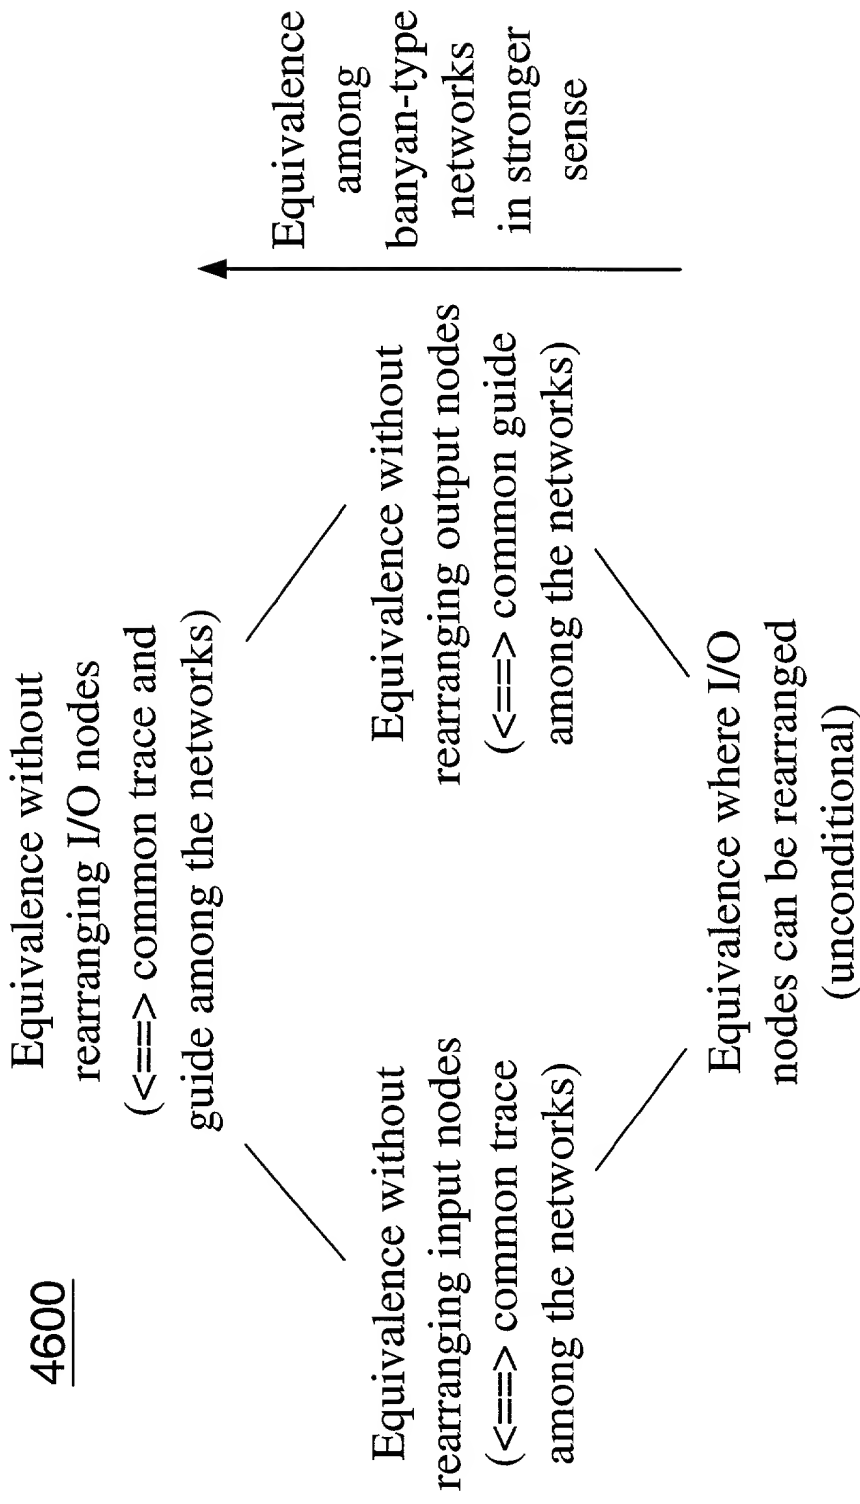 4600
Equivalence without
rearranging I/O nodes
(<==> common trace and
guide among the networks)
Equivalence without
rearranging input nodes
(<==> common trace
among the networks)
Equivalence without
rearranging output nodes
(<==> common guide
among the networks)
Equivalence where I/O
nodes can be rearranged
(unconditional)
Equivalence
among
banyan-type
networks
in stronger
sense